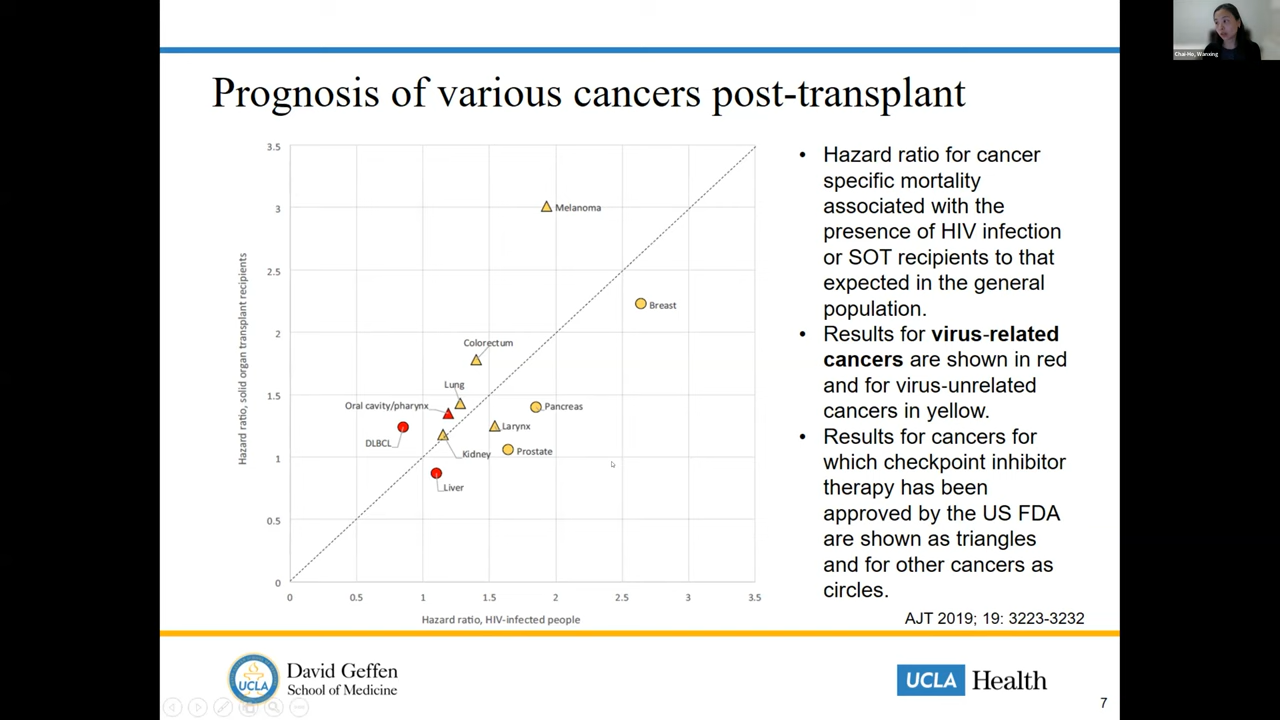 Chai-Ho, Wanxing
Prognosis of various cancers post-transplant
3.5
3
2.5
2
1.5
1
0.5
0
Hazard ratio, solid organ transplant recipients
Melanoma
Breast
Colorectum
Lung
Oral cavity/pharynx
Pancreas
Larynx
DLBCL
Kidney
Prostate
Liver
0
0.5
1
1.5
2
2.5
3
3.5
Hazard ratio, HIV-infected people
• Hazard ratio for cancer
specific mortality
associated with the
presence of HIV infection
or SOT recipients to that
expected in the general
population.
• Results for virus-related
cancers are shown in red
and for virus-unrelated
cancers in yellow.
• Results for cancers for
which checkpoint inhibitor
therapy has been
approved by the US FDA
are shown as triangles
and for other cancers as
circles.
AJT 2019; 19: 3223-3232
UCLA
David Geffen
School of Medicine
UCLA Health
7